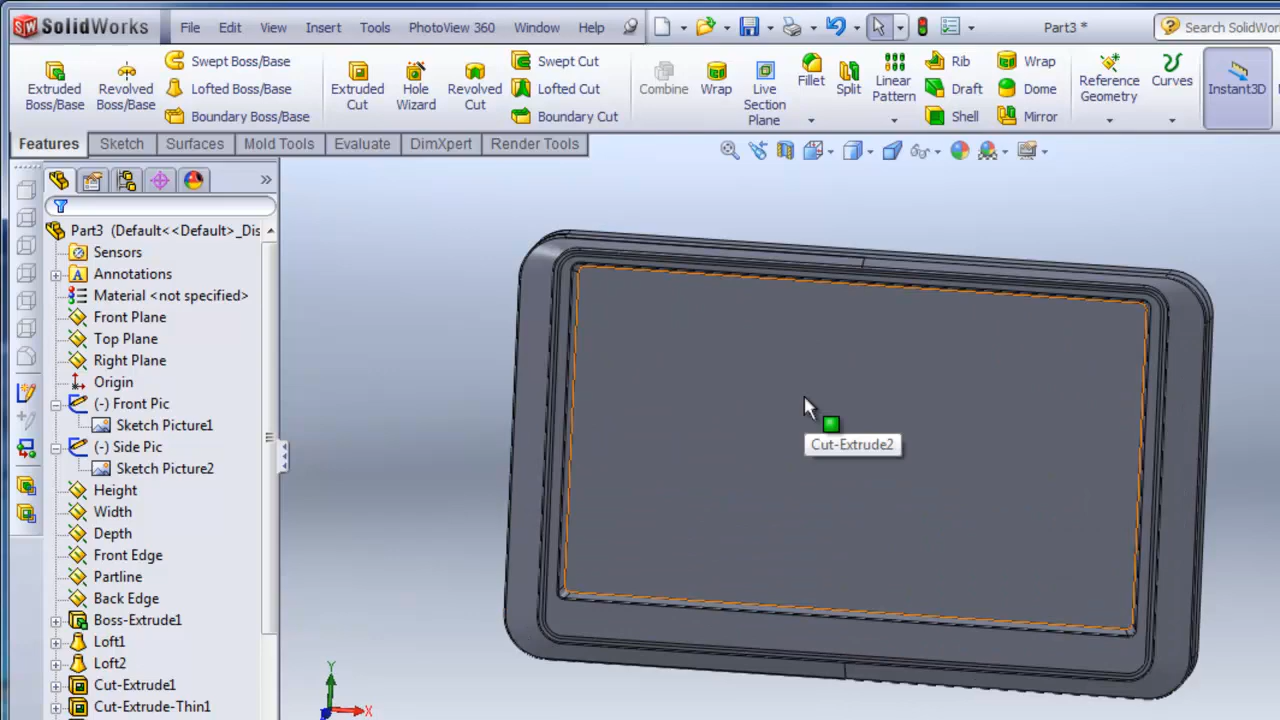 SolidWorks File Edit View Insert Tools PhotoView 360 Window Help Part3 * Search SolidWor
Extruded Boss/Base
Revolved Boss/Base
Swept Boss/Base
Lofted Boss/Base
Boundary Boss/Base
Extruded Cut
Hole Wizard
Revolved Cut
Swept Cut
Lofted Cut
Boundary Cut
Combine
Wrap
Live Section Plane
Fillet
Split
Linear Pattern
Rib
Draft
Shell
Wrap
Dome
Mirror
Reference Geometry
Curves
Instant3D
Features Sketch Surfaces Mold Tools Evaluate DimXpert Render Tools
Part3 (Default<<Default>_Dis
Sensors
Annotations
Material <not specified>
Front Plane
Top Plane
Right Plane
Origin
(-) Front Pic
Sketch Picture1
(-) Side Pic
Sketch Picture2
Height
Width
Depth
Front Edge
Partline
Back Edge
Boss-Extrude1
Loft1
Loft2
Cut-Extrude1
Cut-Extrude-Thin1
Cut-Extrude2
Y
X